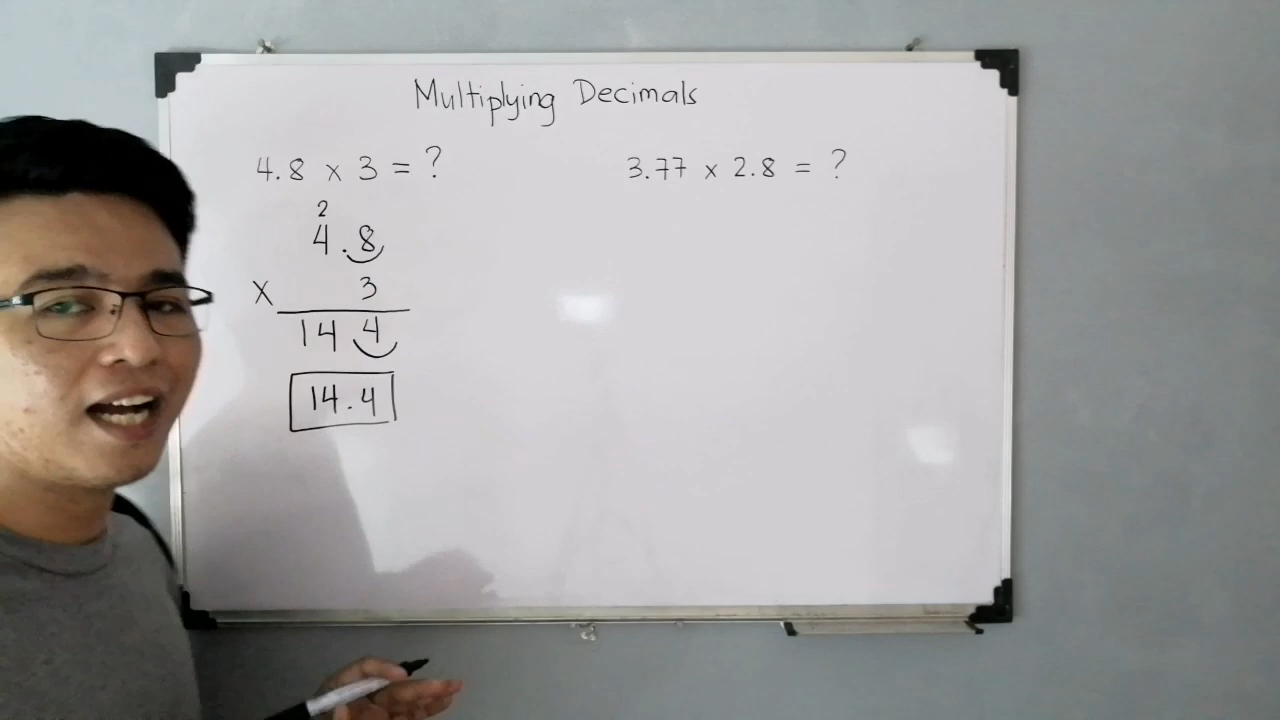 Multiplying Decimals
4.8 x 3 = ?
2
4.8
x 3
14 4
14.4
3.77 x 2.8 = ?